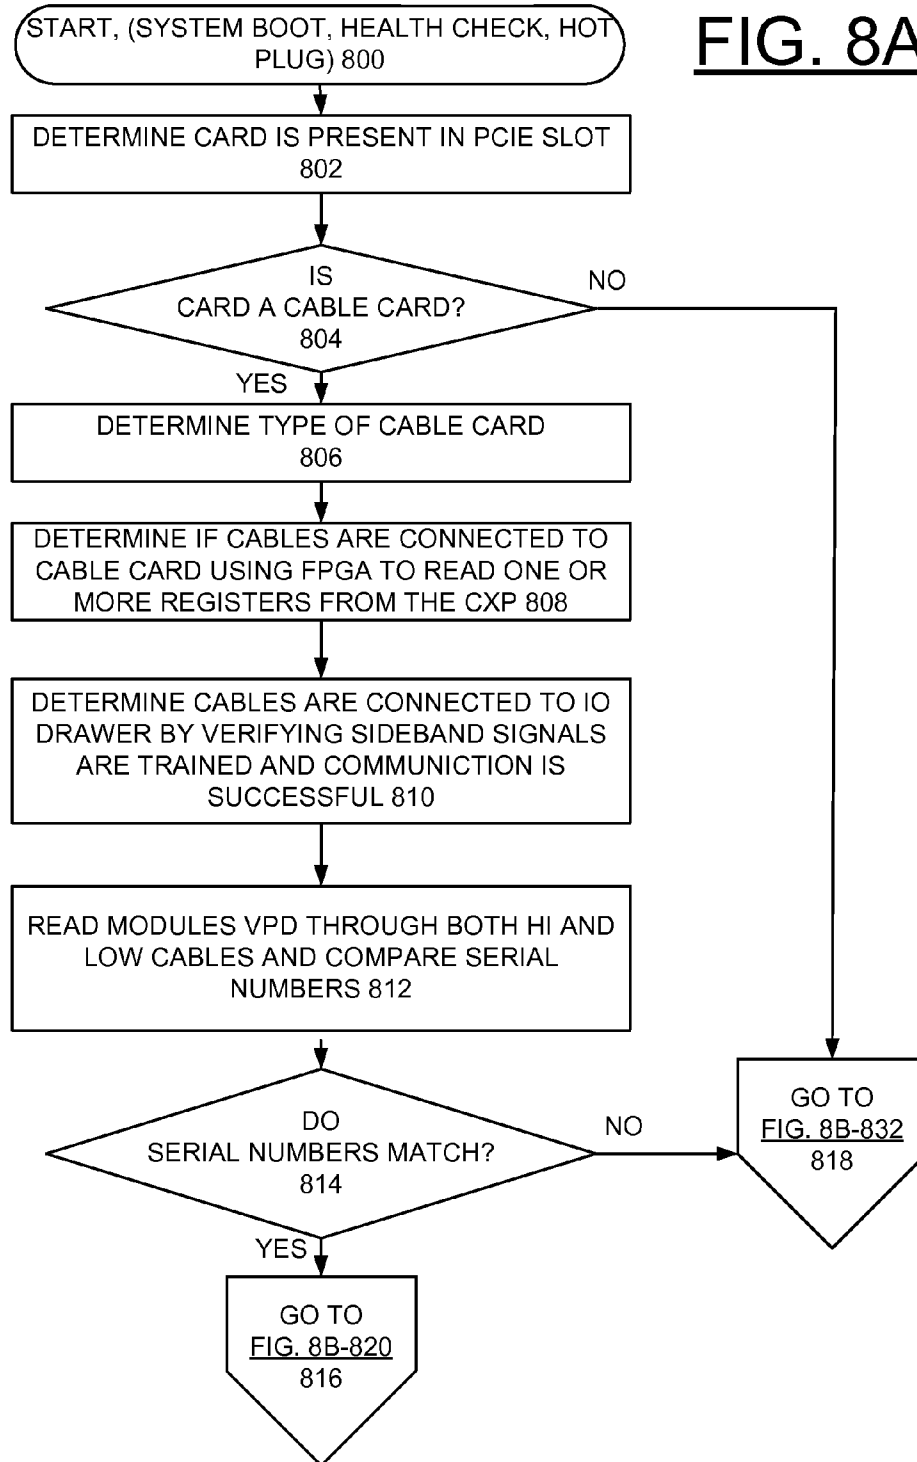 START, (SYSTEM BOOT, HEALTH CHECK, HOT
PLUG) 800
FIG. 8A
DETERMINE CARD IS PRESENT IN PCIE SLOT
802
IS
CARD A CABLE CARD?
804
NO
YES
DETERMINE TYPE OF CABLE CARD
806
DETERMINE IF CABLES ARE CONNECTED TO
CABLE CARD USING FPGA TO READ ONE OR
MORE REGISTERS FROM THE CXP 808
DETERMINE CABLES ARE CONNECTED TO IO
DRAWER BY VERIFYING SIDEBAND SIGNALS
ARE TRAINED AND COMMUNICTION IS
SUCCESSFUL 810
READ MODULES VPD THROUGH BOTH HI AND
LOW CABLES AND COMPARE SERIAL
NUMBERS 812
DO
SERIAL NUMBERS MATCH?
814
NO
YES
GO TO
FIG. 8B-832
818
GO TO
FIG. 8B-820
816